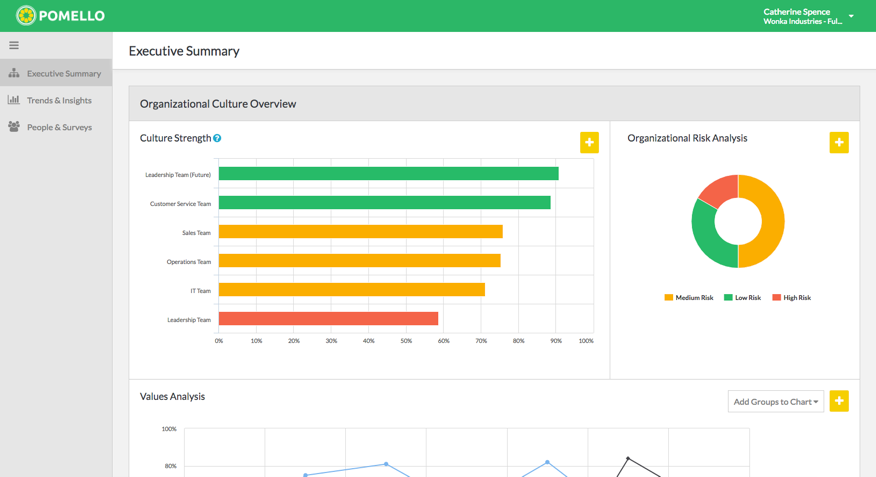 POMELLO
Catherine Spence
Wonka Industries - Ful...
Executive Summary
Executive Summary
Trends & Insights
People & Surveys
Organizational Culture Overview
Culture Strength
Leadership Team (Future)
Customer Service Team
Sales Team
Operations Team
IT Team
Leadership Team
0% 10% 20% 30% 40% 50% 60% 70% 80% 90% 100%
Organizational Risk Analysis
Medium Risk Low Risk High Risk
Values Analysis
Add Groups to Chart
100%
80%